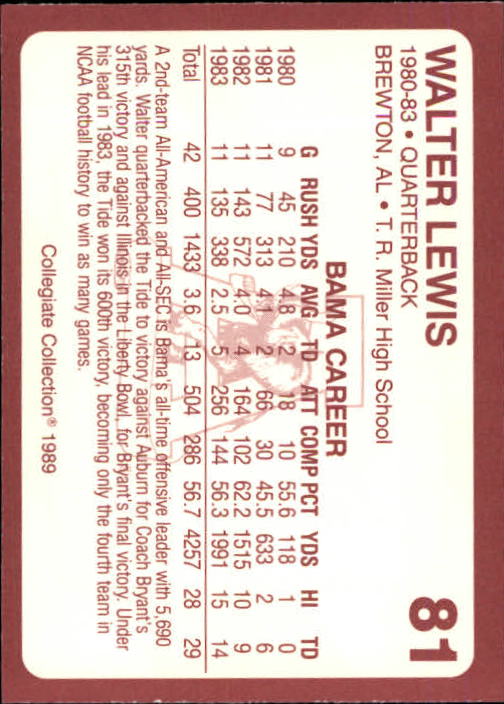 WALTER LEWIS 81
1980-83 • QUARTERBACK
BREWTON, AL • T. R. Miller High School
BAMA CAREER
G RUSH YDS AVG TD ATT COMP PCT YDS HI TD
1980 9 45 210 4.8 2 18 10 55.6 118 1 0
1981 11 77 313 4.1 2 66 30 45.5 633 2 6
1982 11 143 572 4.0 4 164 102 62.2 1515 10 9
1983 11 135 338 2.5 5 256 144 56.3 1991 15 14
Total 42 400 1433 3.6 13 504 286 56.7 4257 28 29
A 2nd-team All-American and All-SEC is Bama's all-time offensive leader with 5,690
yards. Walter quarterbacked the Tide to victory against Auburn for Coach Bryant's
315th victory and against Illinois in the Liberty Bowl, for Bryant's final victory. Under
his lead in 1983, the Tide won its 600th victory, becoming only the fourth team in
NCAA football history to win as many games.
Collegiate Collection® 1989